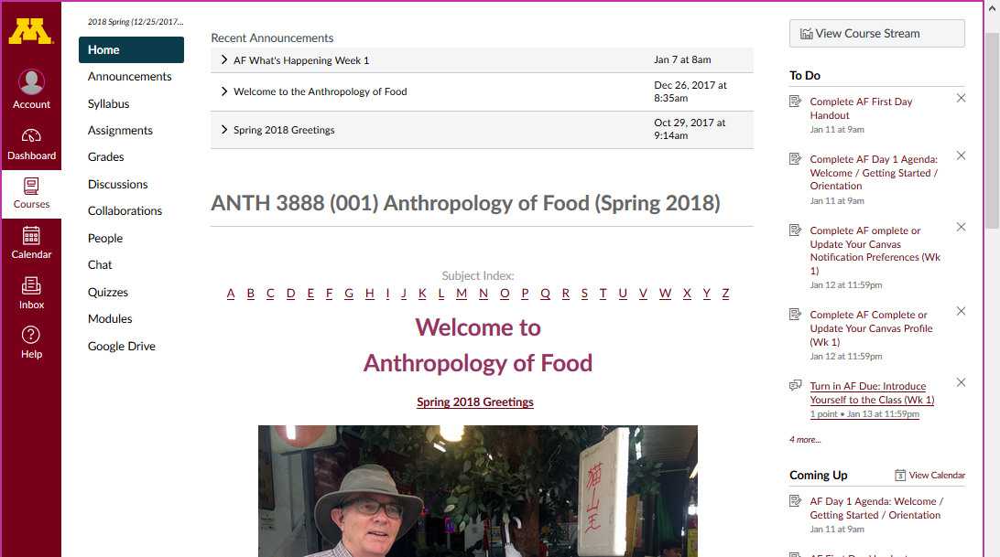 2018 Spring (12/25/2017...
Account
Dashboard
Courses
Calendar
Inbox
Help
Home
Announcements
Syllabus
Assignments
Grades
Discussions
Collaborations
People
Chat
Quizzes
Modules
Google Drive
Recent Announcements
AF What's Happening Week 1
Jan 7 at 8am
Welcome to the Anthropology of Food
Dec 26, 2017 at
8:35am
Spring 2018 Greetings
Oct 29, 2017 at
9:14am
ANTH 3888 (001) Anthropology of Food (Spring 2018)
Subject Index:
A B C D E F G H I J K L M N O P Q R S T U V W X Y Z
Welcome to
Anthropology of Food
Spring 2018 Greetings
猫
山
王
View Course Stream
To Do
Complete AF First Day
Handout
Jan 11 at 9am
Complete AF Day 1 Agenda:
Welcome / Getting Started /
Orientation
Jan 11 at 9am
Complete AF omplete or
Update Your Canvas
Notification Preferences (Wk
1)
Jan 12 at 11:59pm
Complete AF Complete or
Update Your Canvas Profile
(Wk 1)
Jan 12 at 11:59pm
Turn in AF Due: Introduce
Yourself to the Class (Wk 1)
1 point • Jan 13 at 11:59pm
4 more...
Coming Up
3 View Calendar
AF Day 1 Agenda: Welcome /
Getting Started / Orientation
Jan 11 at 9am